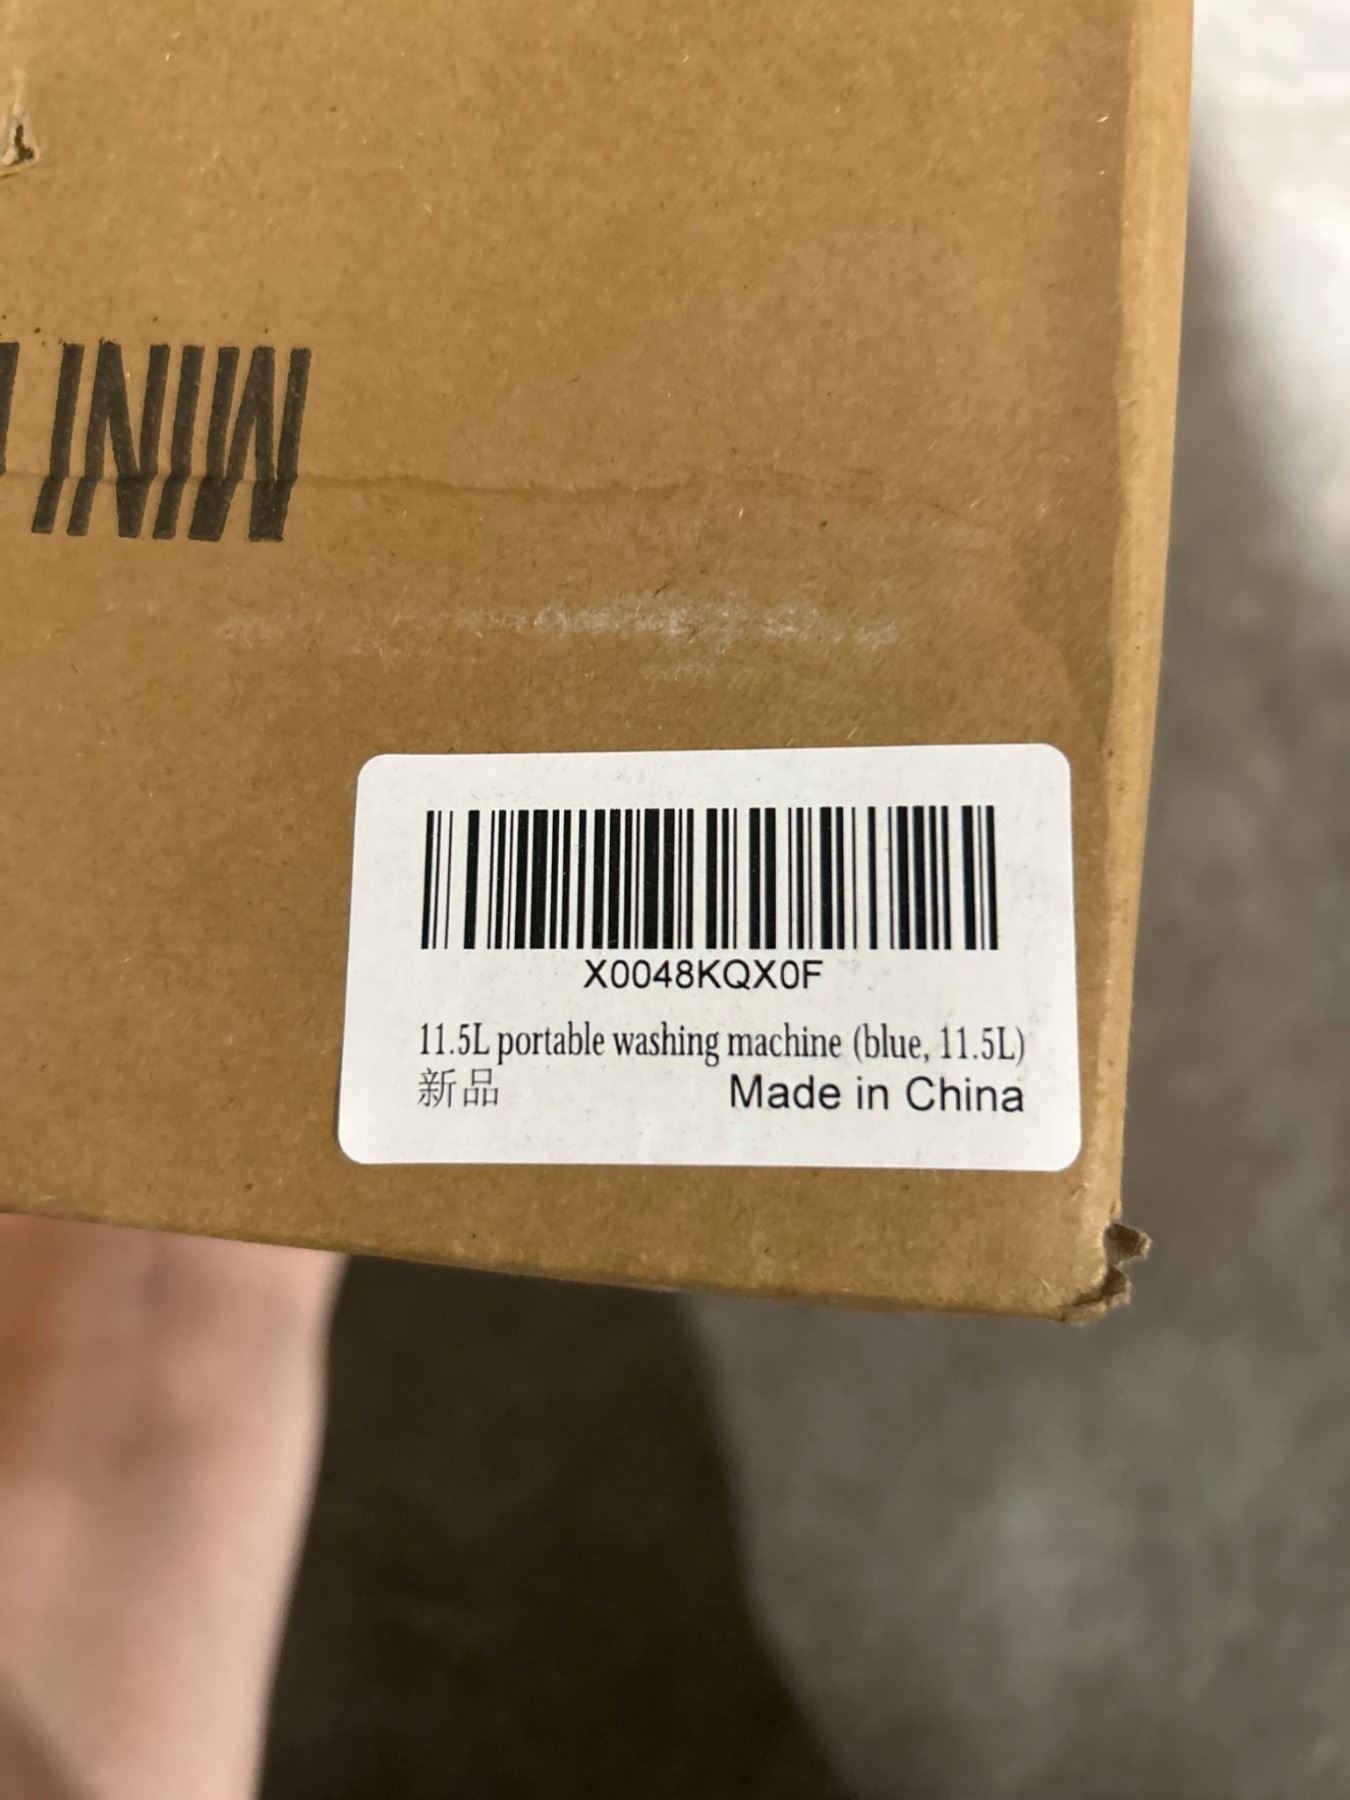 MINI
X0048KQX0F
11.5L portable washing machine (blue, 11.5L)
新品 Made in China